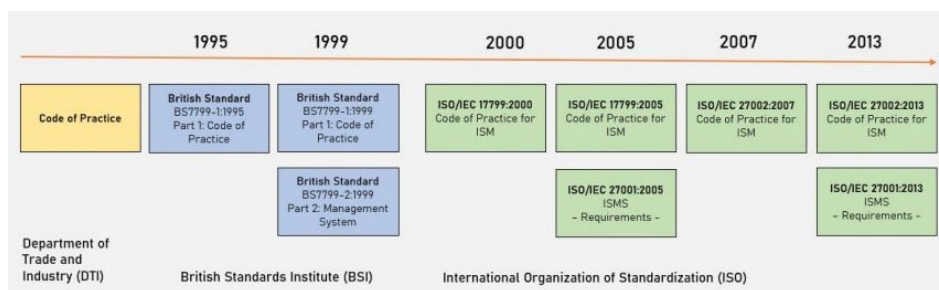 1995
1999
2000
2005
2007
2013
Code of Practice
British Standard
BS7799-1:1995
Part 1: Code of
Practice
British Standard
BS7799-1:1999
Part 1: Code of
Practice
ISO/IEC 17799:2000
Code of Practice for
ISM
ISO/IEC 17799:2005
Code of Practice for
ISM
ISO/IEC 27002:2007
Code of Practice for
ISM
ISO/IEC 27002:2013
Code of Practice for
ISM
British Standard
BS7799-2:1999
Part 2: Management
System
ISO/IEC 27001:2005
ISMS
– Requirements -
ISO/IEC 27001:2013
ISMS
– Requirements -
Department of
Trade and
Industry (DTI)
British Standards Institute (BSI)
International Organization of Standardization (ISO)